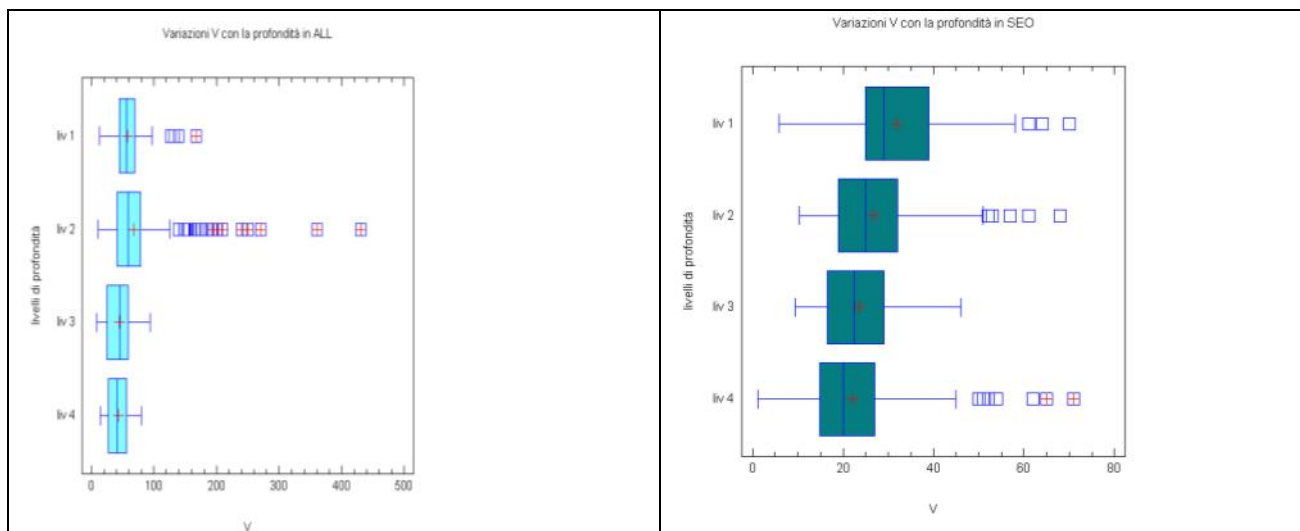 Variazioni V con la profondità in ALL
livelli di profondità
liv 1
liv 2
liv 3
liv 4
0 100 200 300 400 500
V
Variazioni V con la profondità in SEO
livelli di profondità
liv 1
liv 2
liv 3
liv 4
0 20 40 60 80
V